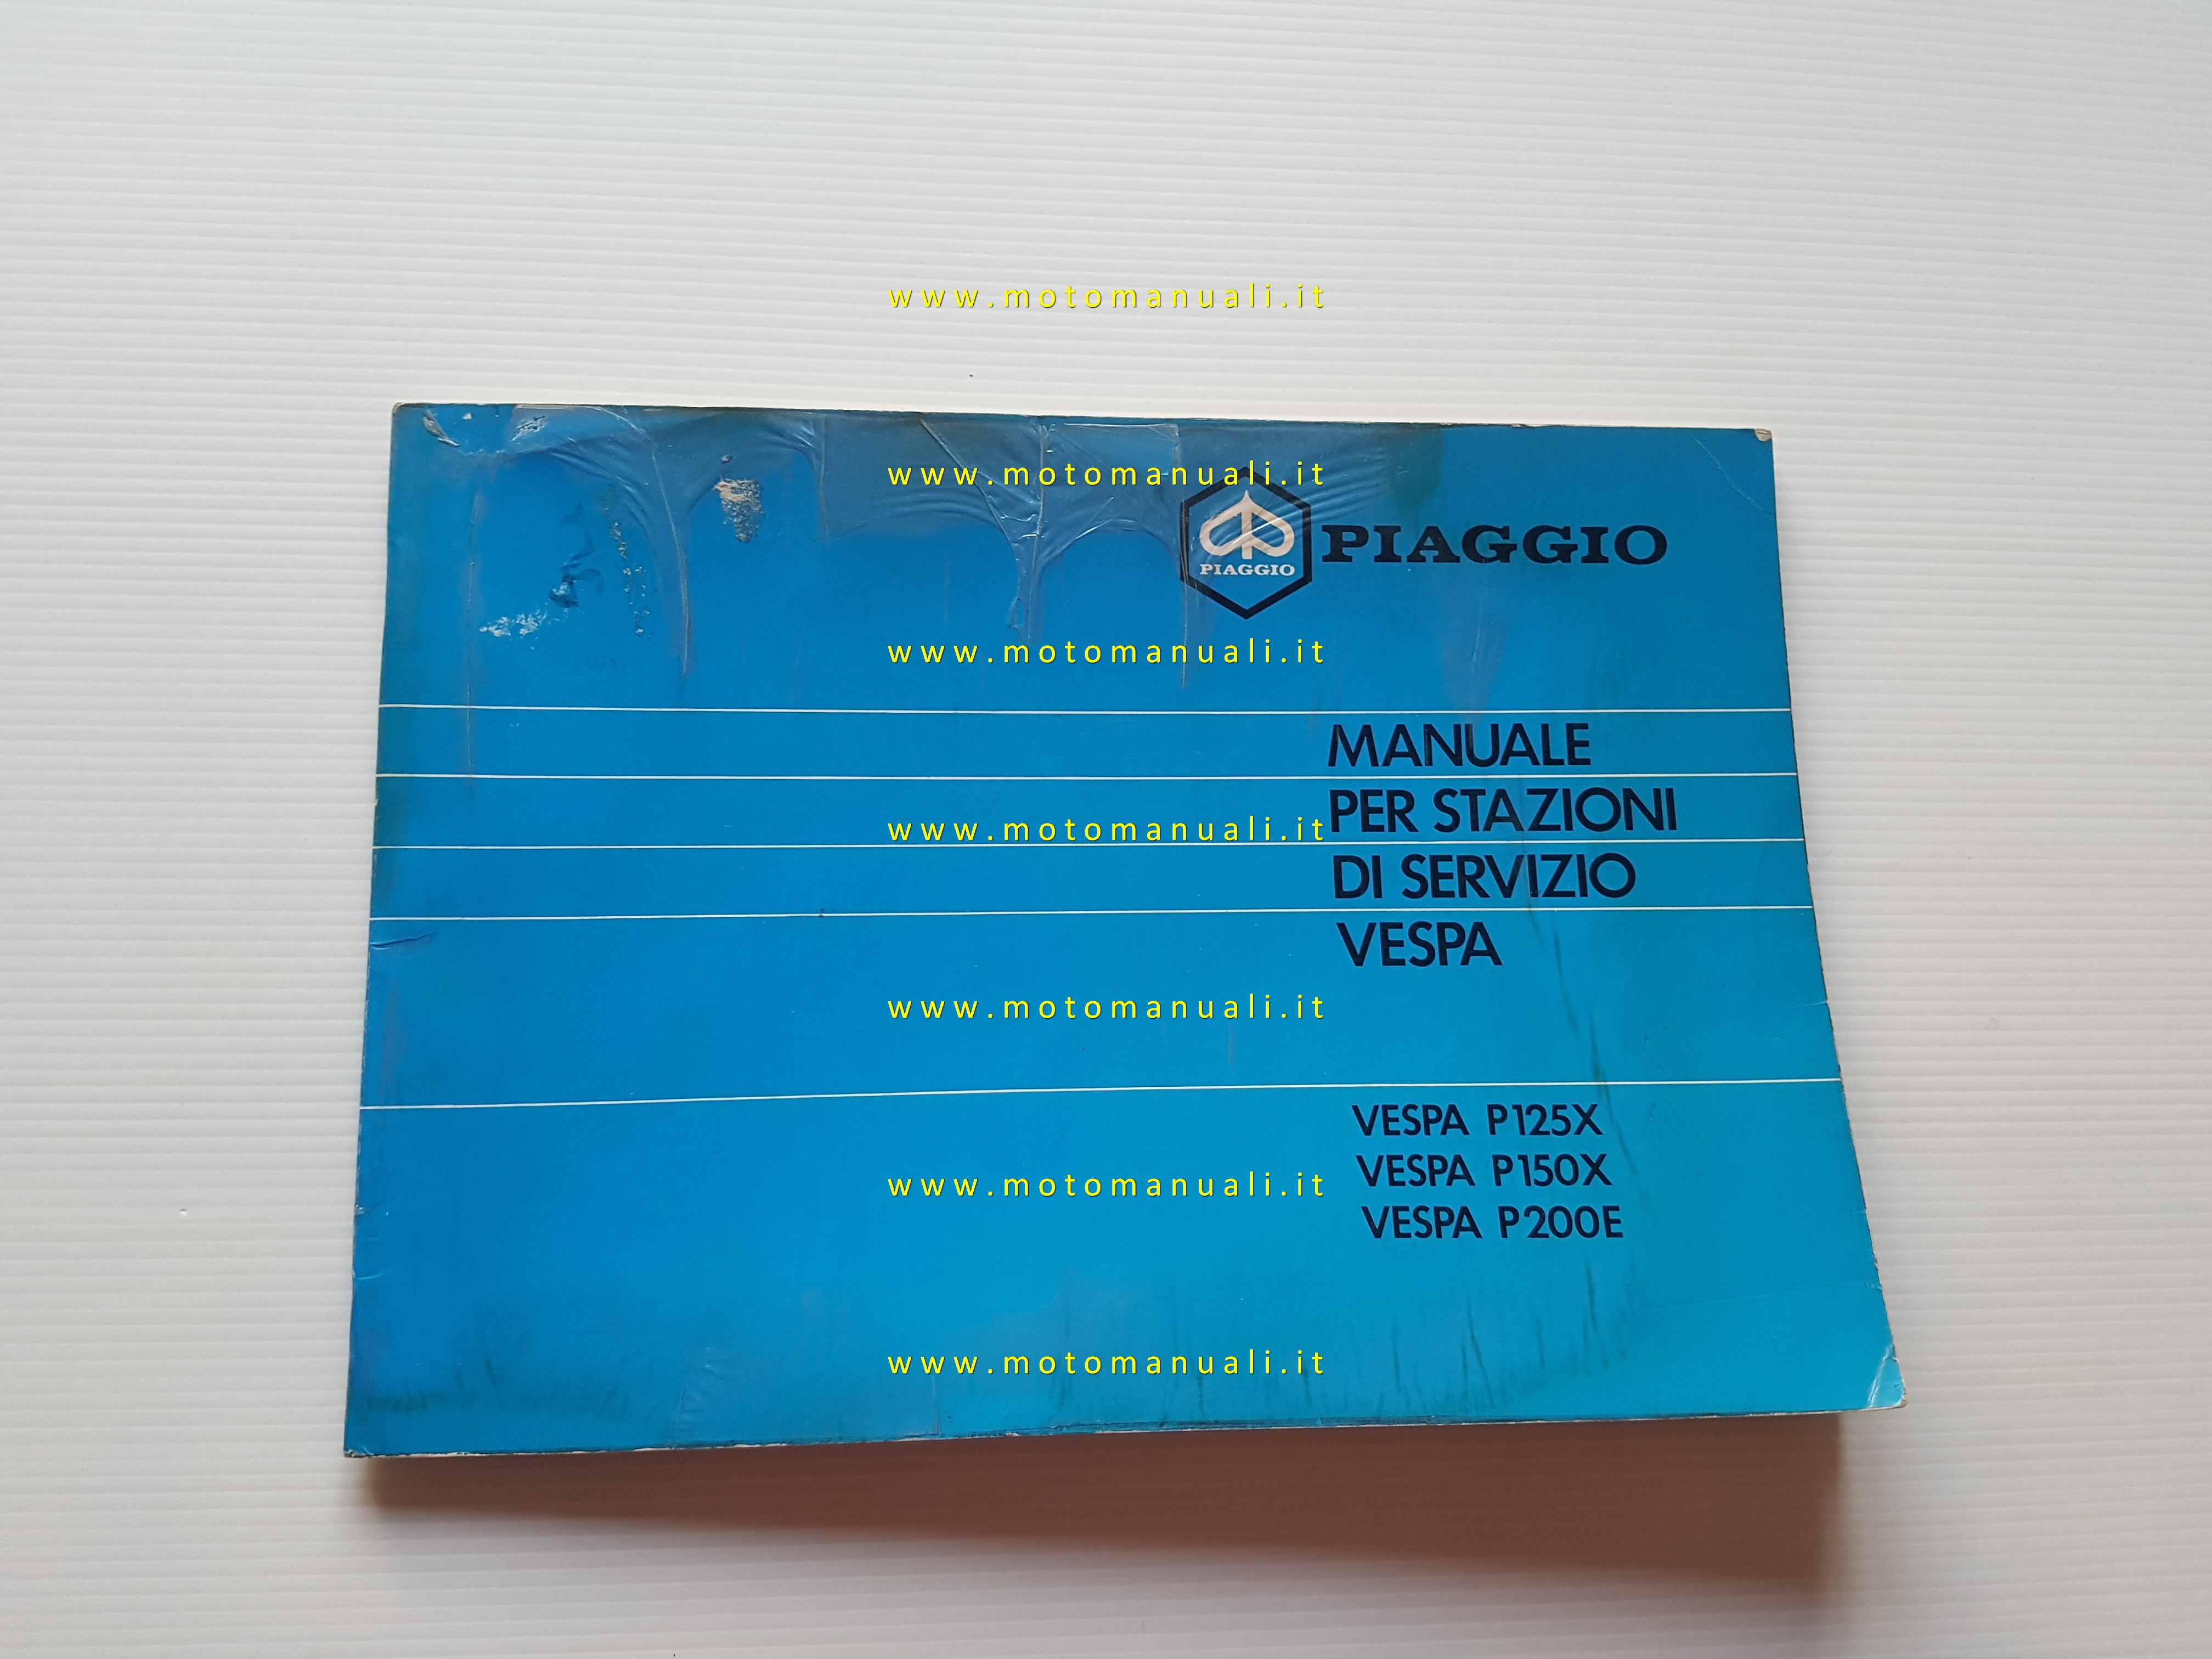 www.motomanuali.it
www.motomanuali.it
PIAGGIO
PIAGGIO
www.motomanuali.it
MANUALE
PER STAZIONI
www.motomanuali.it
DI SERVIZIO
VESPA
www.motomanuali.it
VESPA P125X
VESPA P150X
www.motomanuali.it
VESPA P200E
www.motomanuali.it